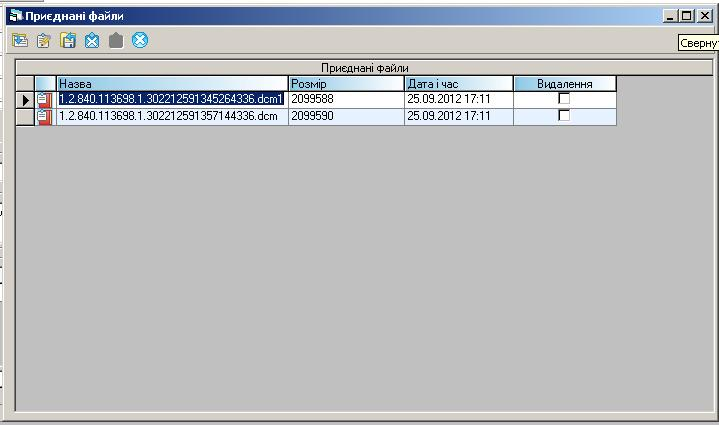 Приєднані файли
Свернут
Приєднані файли
Назва Розмір Дата і час Видалення
1.2.840.113698.1.302212591345264336.dcm1 2099588 25.09.2012 17:11
1.2.840.113698.1.302212591357144336.dcm 2099590 25.09.2012 17:11